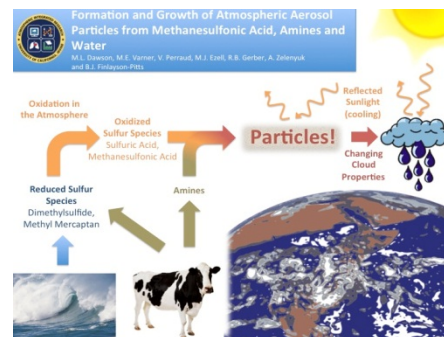 Formation and Growth of Atmospheric Aerosol
Particles from Methanesulfonic Acid, Amines and
Water
M.L. Dawson, M.E. Varner, V. Perraud, M.J. Ezell, R.B. Gerber, A. Zelenyuk
and B.J. Finlayson-Pitts
Oxidation in
the Atmosphere
Oxidized
Sulfur Species
Sulfuric Acid,
Methanesulfonic Acid
Reflected
Sunlight
(cooling)
Particles!
Changing
Cloud
Properties
Reduced Sulfur
Species
Dimethylsulfide,
Methyl Mercaptan
Amines